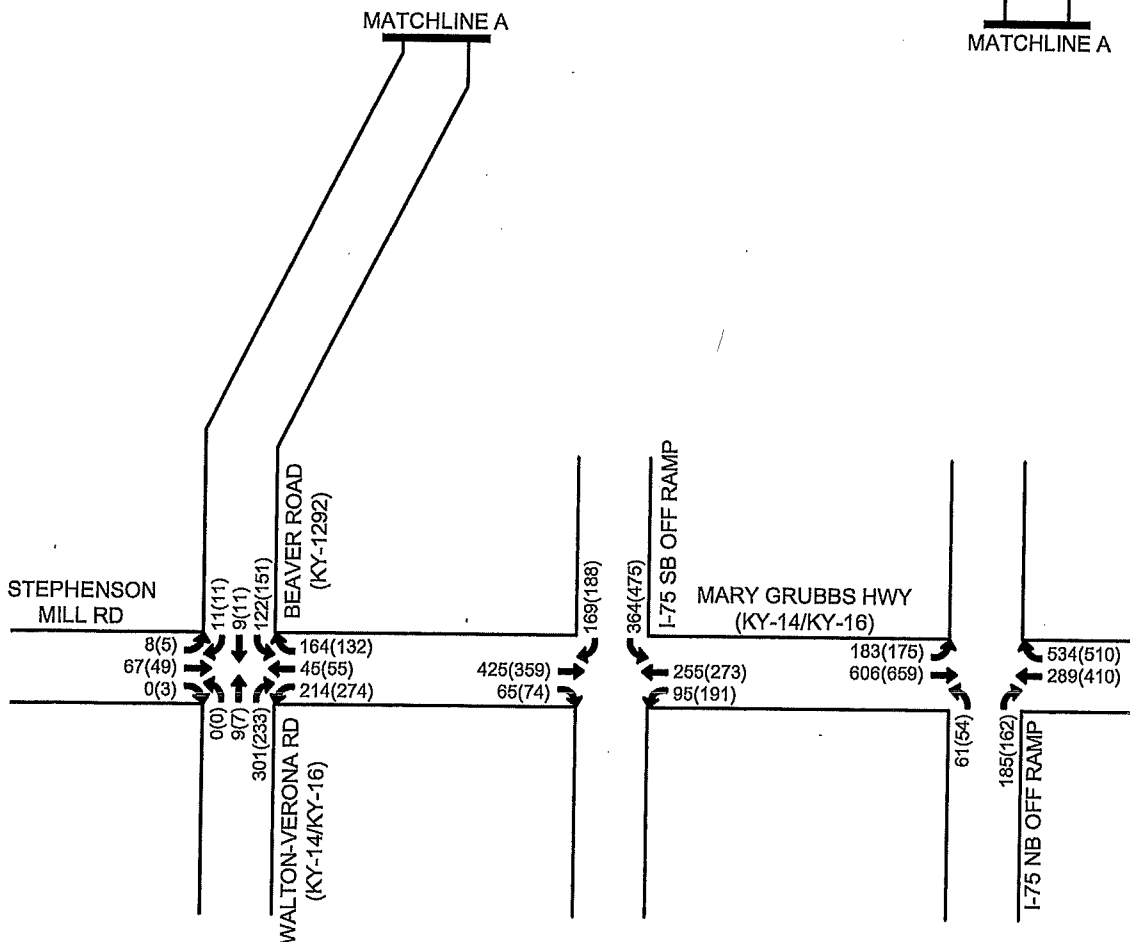 MATCHLINE A
MATCHLINE A
STEPHENSON
MILL RD
BEAVER ROAD
(KY-1292)
11(11)
9(11)
122(151)
8(5)
67(49)
0(3)
164(132)
45(55)
214(274)
0(0)
9(7)
301(233)
WALTON-VERONA RD
(KY-14/KY-16)
I-75 SB OFF RAMP
169(188)
364(475)
425(359)
65(74)
255(273)
95(191)
MARY GRUBBS HWY
(KY-14/KY-16)
183(175)
606(659)
534(510)
289(410)
61(54)
185(162)
I-75 NB OFF RAMP